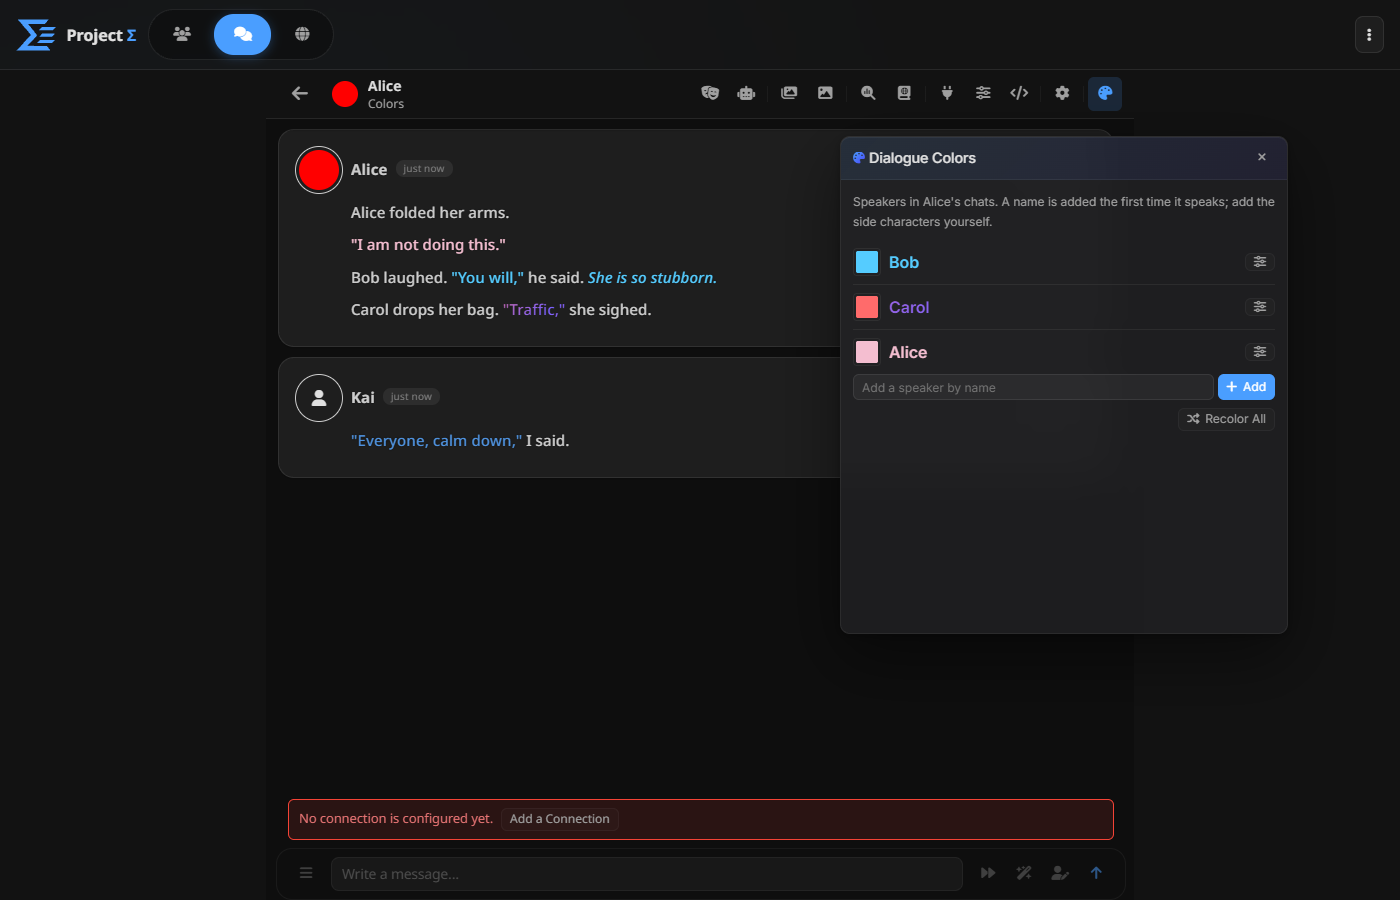 Project Σ
Alice
Colors
Alice just now
Alice folded her arms.
"I am not doing this."
Bob laughed. "You will," he said. She is so stubborn.
Carol drops her bag. "Traffic," she sighed.
Kai just now
"Everyone, calm down," I said.
Dialogue Colors
Speakers in Alice's chats. A name is added the first time it speaks; add the
side characters yourself.
Bob
Carol
Alice
Add a speaker by name
Add
Recolor All
No connection is configured yet. Add a Connection
Write a message...